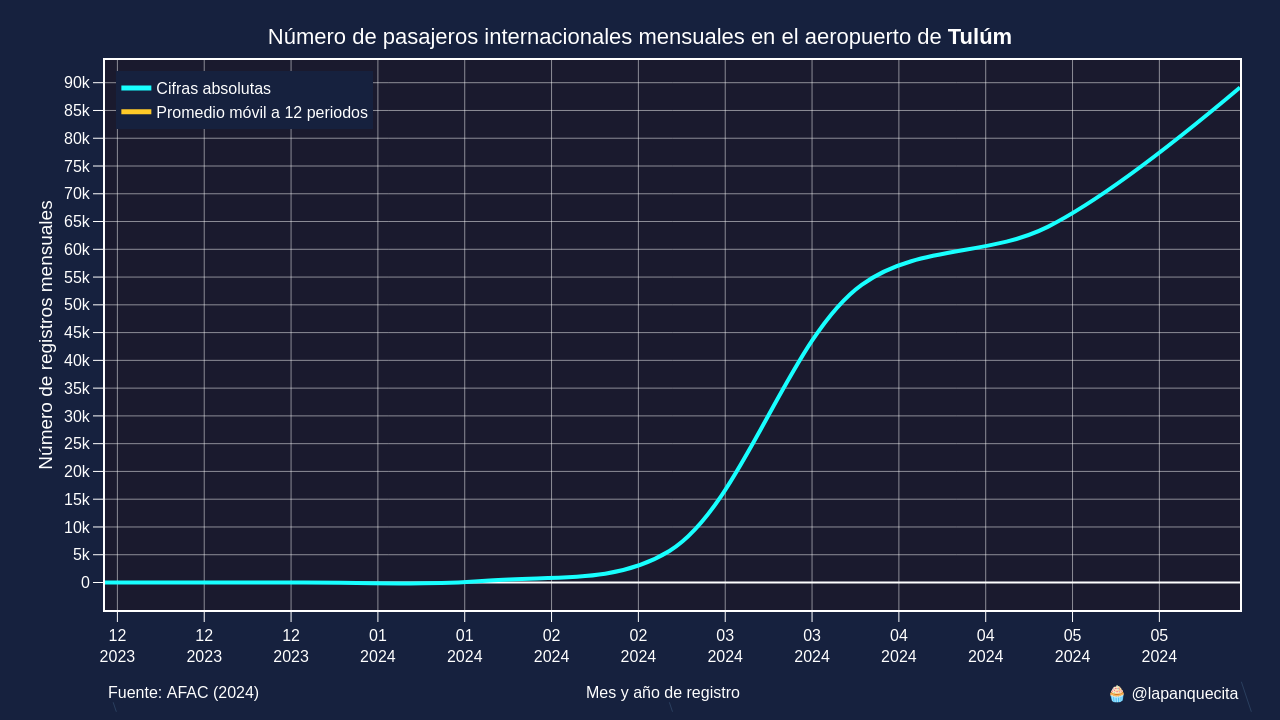 Número de pasajeros internacionales mensuales en el aeropuerto de Tulúm
Cifras absolutas
Promedio móvil a 12 periodos
Número de registros mensuales
90k
85k
80k
75k
70k
65k
60k
55k
50k
45k
40k
35k
30k
25k
20k
15k
10k
5k
0
12 12 12 01 01 02 02 03 03 04 04 05 05
2023 2023 2023 2024 2024 2024 2024 2024 2024 2024 2024 2024 2024
Fuente: AFAC (2024) Mes y año de registro 🧁 @lapanquecita